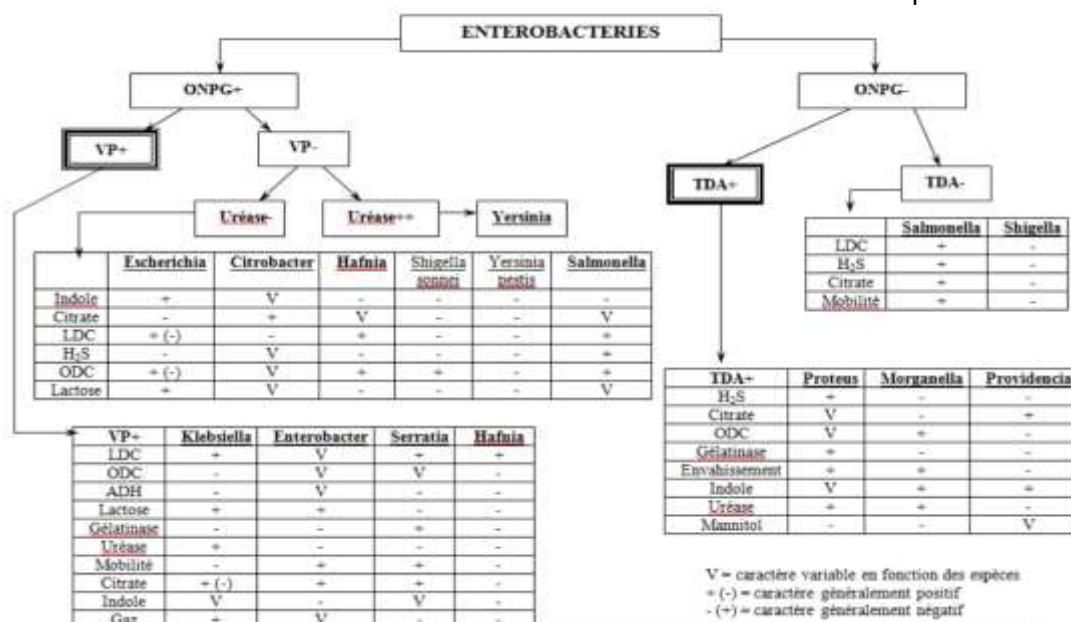 ENTEROBACTERIES
ONPG+
ONPG-
VP+
VP-
TDA+
TDA-
Uréase-
Uréase++
Yersinia
Salmonella Shigella
LDC + -
H₂S + -
Citrate + -
Mobilité + -
Escherichia Citrobacter Hafnia Shigella sonnei Yersinia pestis Salmonella
Indole + V - - - -
Citrate - + V - - V
LDC + (-) - + - - +
H₂S - V - - - +
ODC + (-) V + + - +
Lactose + V - - - V
TDA+ Proteus Morganella Providencia
H₂S + - -
Citrate V - +
ODC V + -
Gélatinase + - -
Envahissement + + -
Indole V + +
Uréase + + -
Mannitol - - V
VP+ Klebsiella Enterobacter Serratia Hafnia
LDC + V + +
ODC - V V -
ADH - V - -
Lactose + + - -
Gélatinase - - + -
Uréase + - - -
Mobilité - + + -
Citrate + (-) + + -
Indole V - V -
Gaz + V - -
V = caractère variable en fonction des espèces
+ (-) = caractère généralement positif
- (+) = caractère généralement négatif